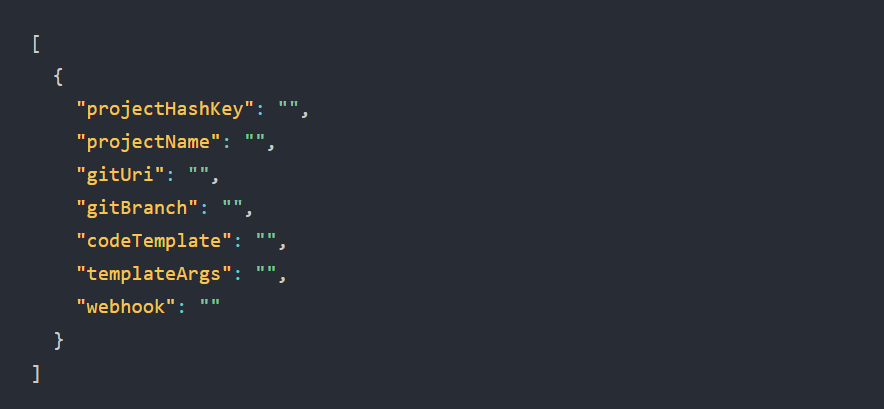 [
  {
    "projectHashKey": "",
    "projectName": "",
    "gitUri": "",
    "gitBranch": "",
    "codeTemplate": "",
    "templateArgs": "",
    "webhook": ""
  }
]